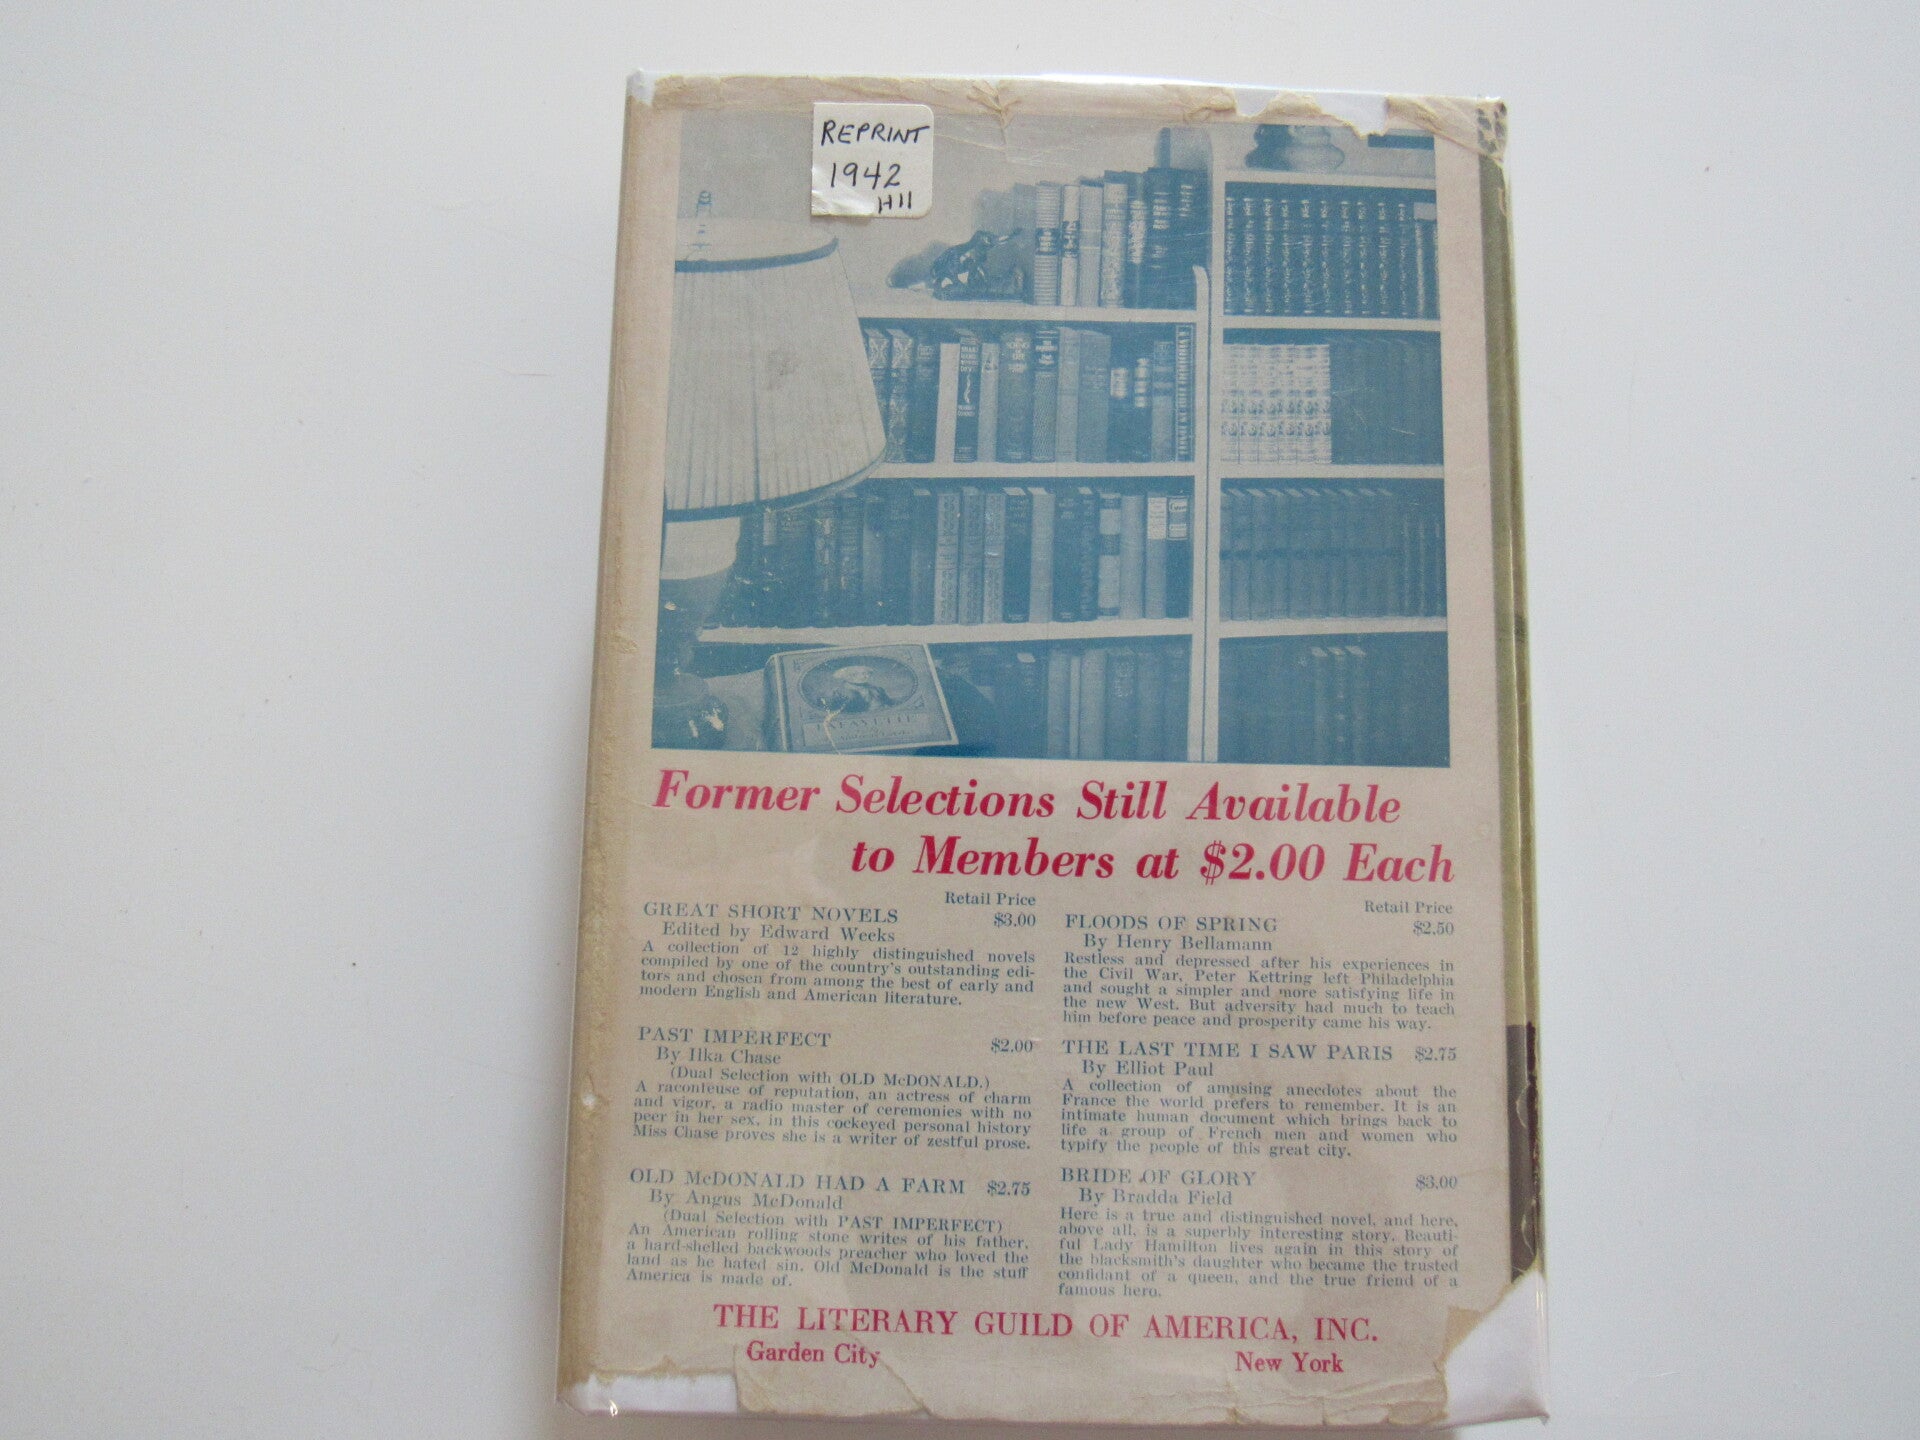 REPRINT
1942
H11
LAFAYETTE
Former Selections Still Available
to Members at $2.00 Each
Retail Price
GREAT SHORT NOVELS $3.00
Edited by Edward Weeks
A collection of 12 highly distinguished novels
compiled by one of the country's outstanding edi-
tors and chosen from among the best of early and
modern English and American literature.
PAST IMPERFECT $2.00
By Ilka Chase
(Dual Selection with OLD McDONALD.)
A raconteuse of reputation, an actress of charm
and vigor, a radio master of ceremonies with no
peer in her sex, in this cockeyed personal history
Miss Chase proves she is a writer of zestful prose.
OLD McDONALD HAD A FARM $2.75
By Angus McDonald
(Dual Selection with PAST IMPERFECT)
An American rolling stone writes of his father,
a hard-shelled backwoods preacher who loved the
land as he hated sin. Old McDonald is the stuff
America is made of.
Retail Price
FLOODS OF SPRING $2.50
By Henry Bellamann
Restless and depressed after his experiences in
the Civil War, Peter Kettring left Philadelphia
and sought a simpler and more satisfying life in
the new West. But adversity had much to teach
him before peace and prosperity came his way.
THE LAST TIME I SAW PARIS $2.75
By Elliot Paul
A collection of amusing anecdotes about the
France the world prefers to remember. It is an
intimate human document which brings back to
life a group of French men and women who
typify the people of this great city.
BRIDE OF GLORY $3.00
By Bradda Field
Here is a true and distinguished novel, and here,
above all, is a superbly interesting story. Beauti-
ful Lady Hamilton lives again in this story of
the blacksmith's daughter who became the trusted
confidant of a queen, and the true friend of a
famous hero.
THE LITERARY GUILD OF AMERICA, INC.
Garden City New York